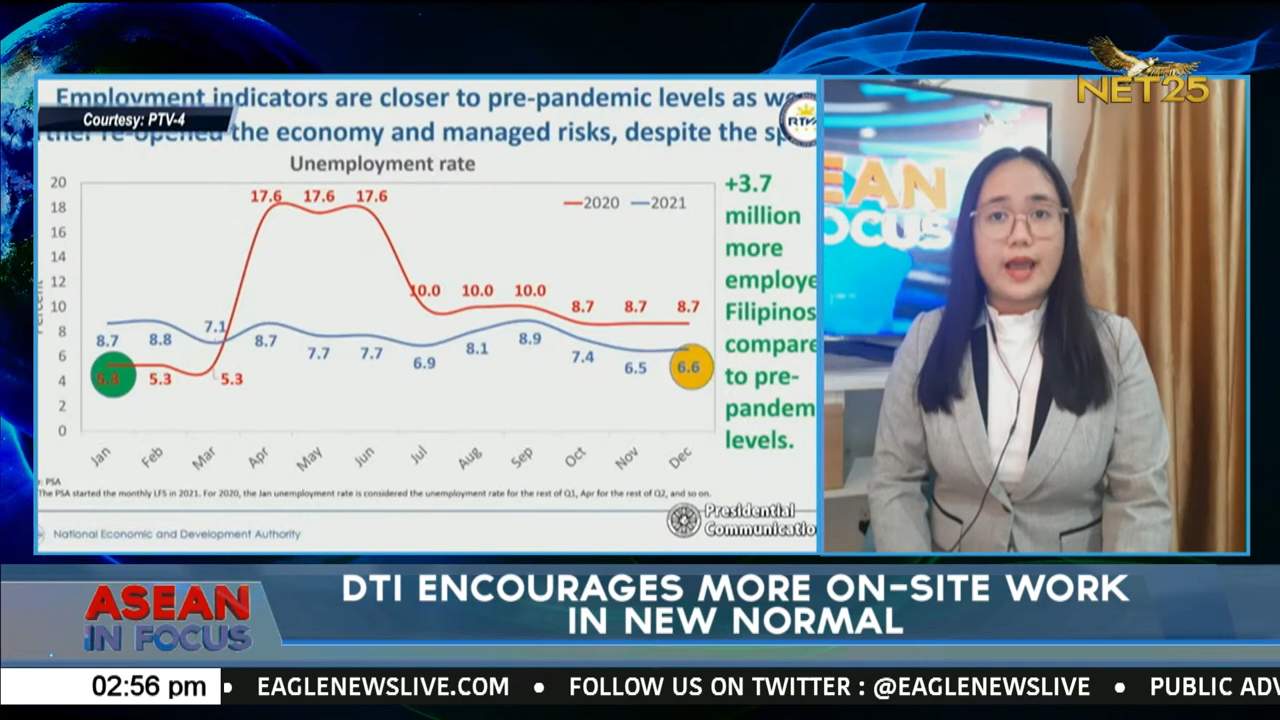 Employment indicators are closer to pre-pandemic levels as we
Courtesy: PTV-4
ther re-opened the economy and managed risks, despite the sp
RTV
NET25
EAN
OCUS
Unemployment rate
2020
2021
+3.7
million
more
employe
Filipinos
compare
to pre-
pandem
levels.
Percent
20
18
16
14
12
10
8
6
4
2
0
17.6 17.6 17.6
10.0 10.0 10.0
8.7 8.7 8.7
5.3 5.3 5.3
8.7 8.8 7.1 8.7 7.7 7.7 6.9 8.1 8.9 7.4 6.5 6.6
Jan Feb Mar Apr May Jun Jul Aug Sep Oct Nov Dec
: PSA
The PSA started the monthly LFS in 2021. For 2020, the Jan unemployment rate is considered the unemployment rate for the rest of Q1, Apr for the rest of Q2, and so on.
National Economic and Development Authority
Presidential
Communicatio
ASEAN
IN FOCUS
DTI ENCOURAGES MORE ON-SITE WORK
IN NEW NORMAL
02:56 pm
EAGLENEWSLIVE.COM • FOLLOW US ON TWITTER : @EAGLENEWSLIVE • PUBLIC ADV